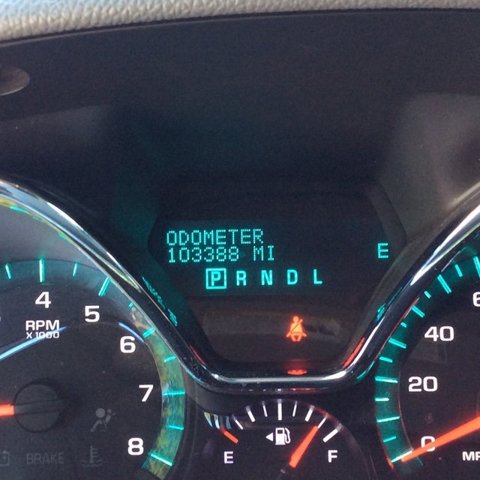 ODOMETER
103388 MI E
P R N D L
4
5
RPM
X1000
6
7
8
BRAKE
40
20
0
E F